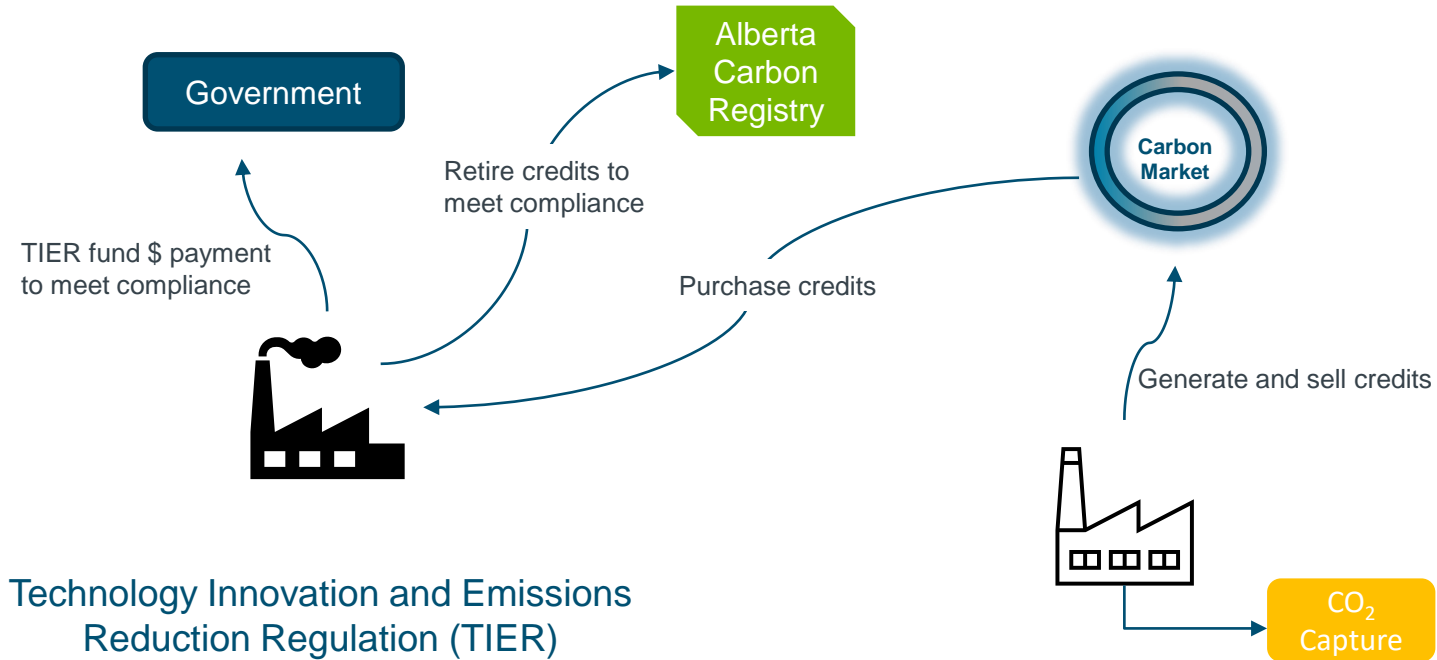 Government
Alberta
Carbon
Registry
Carbon
Market
Retire credits to
meet compliance
TIER fund $ payment
to meet compliance
Purchase credits
Generate and sell credits
Technology Innovation and Emissions
Reduction Regulation (TIER)
CO₂
Capture